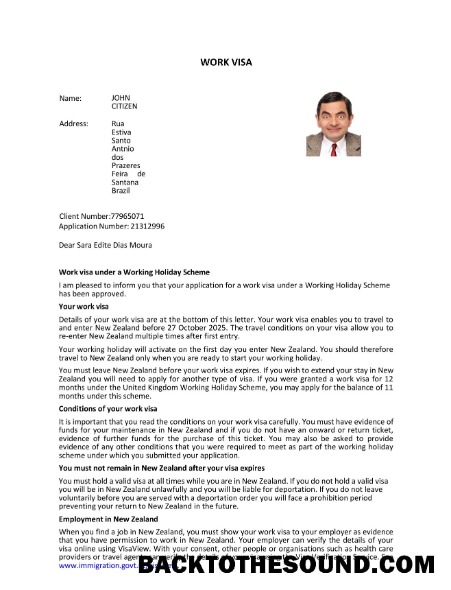 WORK VISA
Name: JOHN
CITIZEN
Address: Rua
Estiva
Santo
Antnio
dos
Prazeres
Feira de
Santana
Brazil
Client Number:77965071
Application Number: 21312996
Dear Sara Edite Dias Moura
Work visa under a Working Holiday Scheme
I am pleased to inform you that your application for a work visa under a Working Holiday Scheme
has been approved.
Your work visa
Details of your work visa are at the bottom of this letter. Your work visa enables you to travel to
and enter New Zealand before 27 October 2025. The travel conditions on your visa allow you to
re-enter New Zealand multiple times after first entry.
Your working holiday will activate on the first day you enter New Zealand. You should therefore
travel to New Zealand only when you are ready to start your working holiday.
You must leave New Zealand before your work visa expires. If you wish to extend your stay in New
Zealand you will need to apply for another type of visa. If you were granted a work visa for 12
months under the United Kingdom Working Holiday Scheme, you may apply for the balance of 11
months under this scheme.
Conditions of your work visa
It is important that you read the conditions on your work visa carefully. You must have evidence of
funds for your maintenance in New Zealand and if you do not have an onward or return ticket,
evidence of further funds for the purchase of this ticket. You may also be asked to provide
evidence of any other conditions that you were required to meet as part of the working holiday
scheme under which you submitted your application.
You must not remain in New Zealand after your visa expires
You must hold a valid visa at all times while you are in New Zealand. If you do not hold a valid visa
you will be in New Zealand unlawfully and you will be liable for deportation. If you do not leave
voluntarily before you are served with a deportation order you will face a prohibition period
preventing your return to New Zealand in the future.
Employment in New Zealand
When you find a job in New Zealand, you must show your work visa to your employer as evidence
that you have permission to work in New Zealand. Your employer can verify the details of your
visa online using VisaView. With your consent, other people or organisations such as health care
providers or travel
www.immigration.govt.
BACKTOTHESOUND.COM